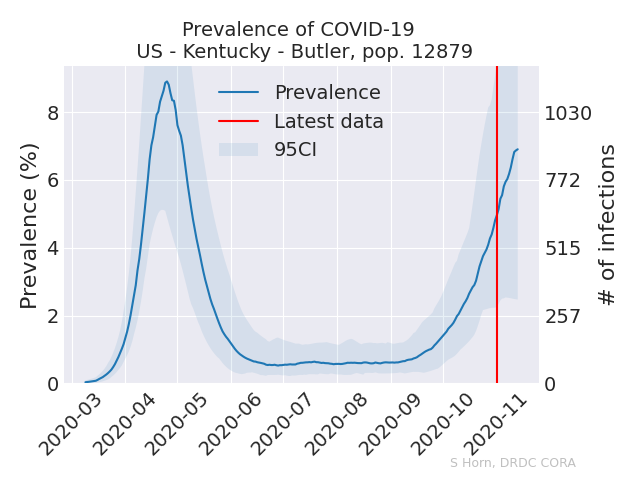 Prevalence of COVID-19
US - Kentucky - Butler, pop. 12879
Prevalence
Latest data
95CI
Prevalence (%)
8
6
4
2
0
1030
772
515
257
0
# of infections
2020-03
2020-04
2020-05
2020-06
2020-07
2020-08
2020-09
2020-10
2020-11
S Horn, DRDC CORA